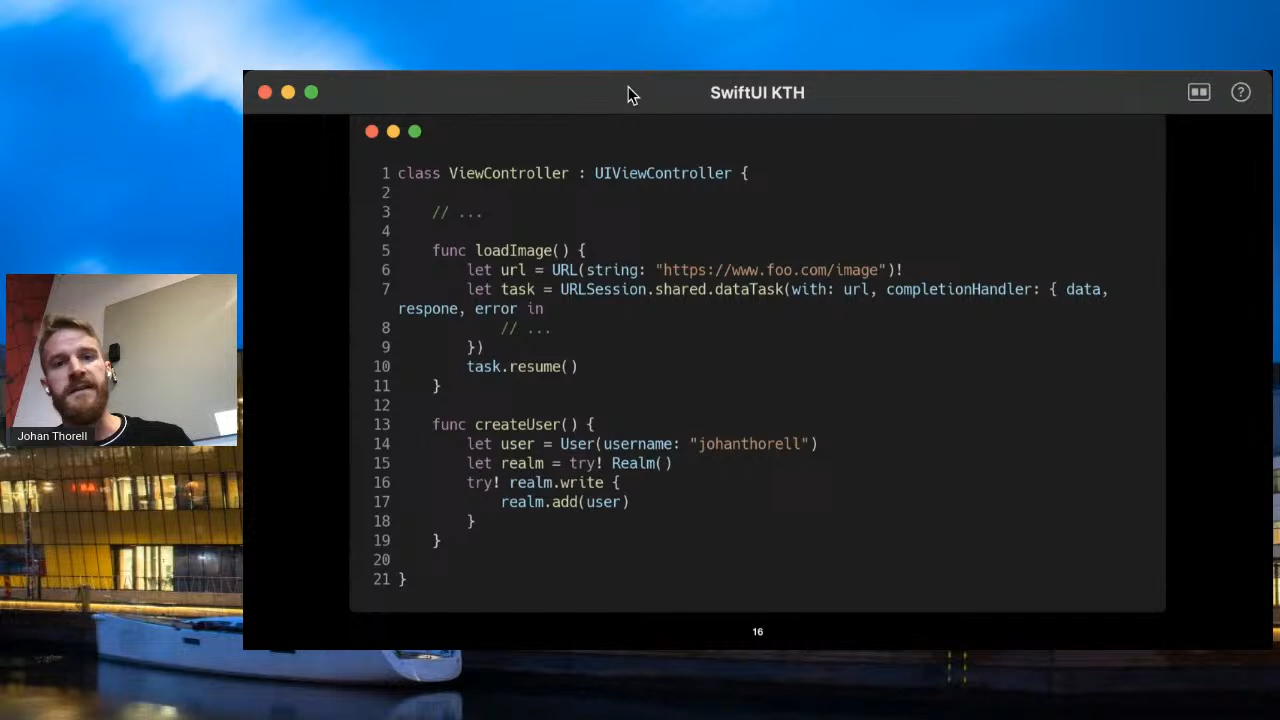 SwiftUI KTH
?
1 class ViewController : UIViewController {
2
3 // ...
4
5 func loadImage() {
6 let url = URL(string: "https://www.foo.com/image")!
7 let task = URLSession.shared.dataTask(with: url, completionHandler: { data,
respone, error in
8 // ...
9 })
10 task.resume()
11 }
12
13 func createUser() {
14 let user = User(username: "johanthorell")
15 let realm = try! Realm()
16 try! realm.write {
17 realm.add(user)
18 }
19 }
20
21 }
16
Johan Thorell